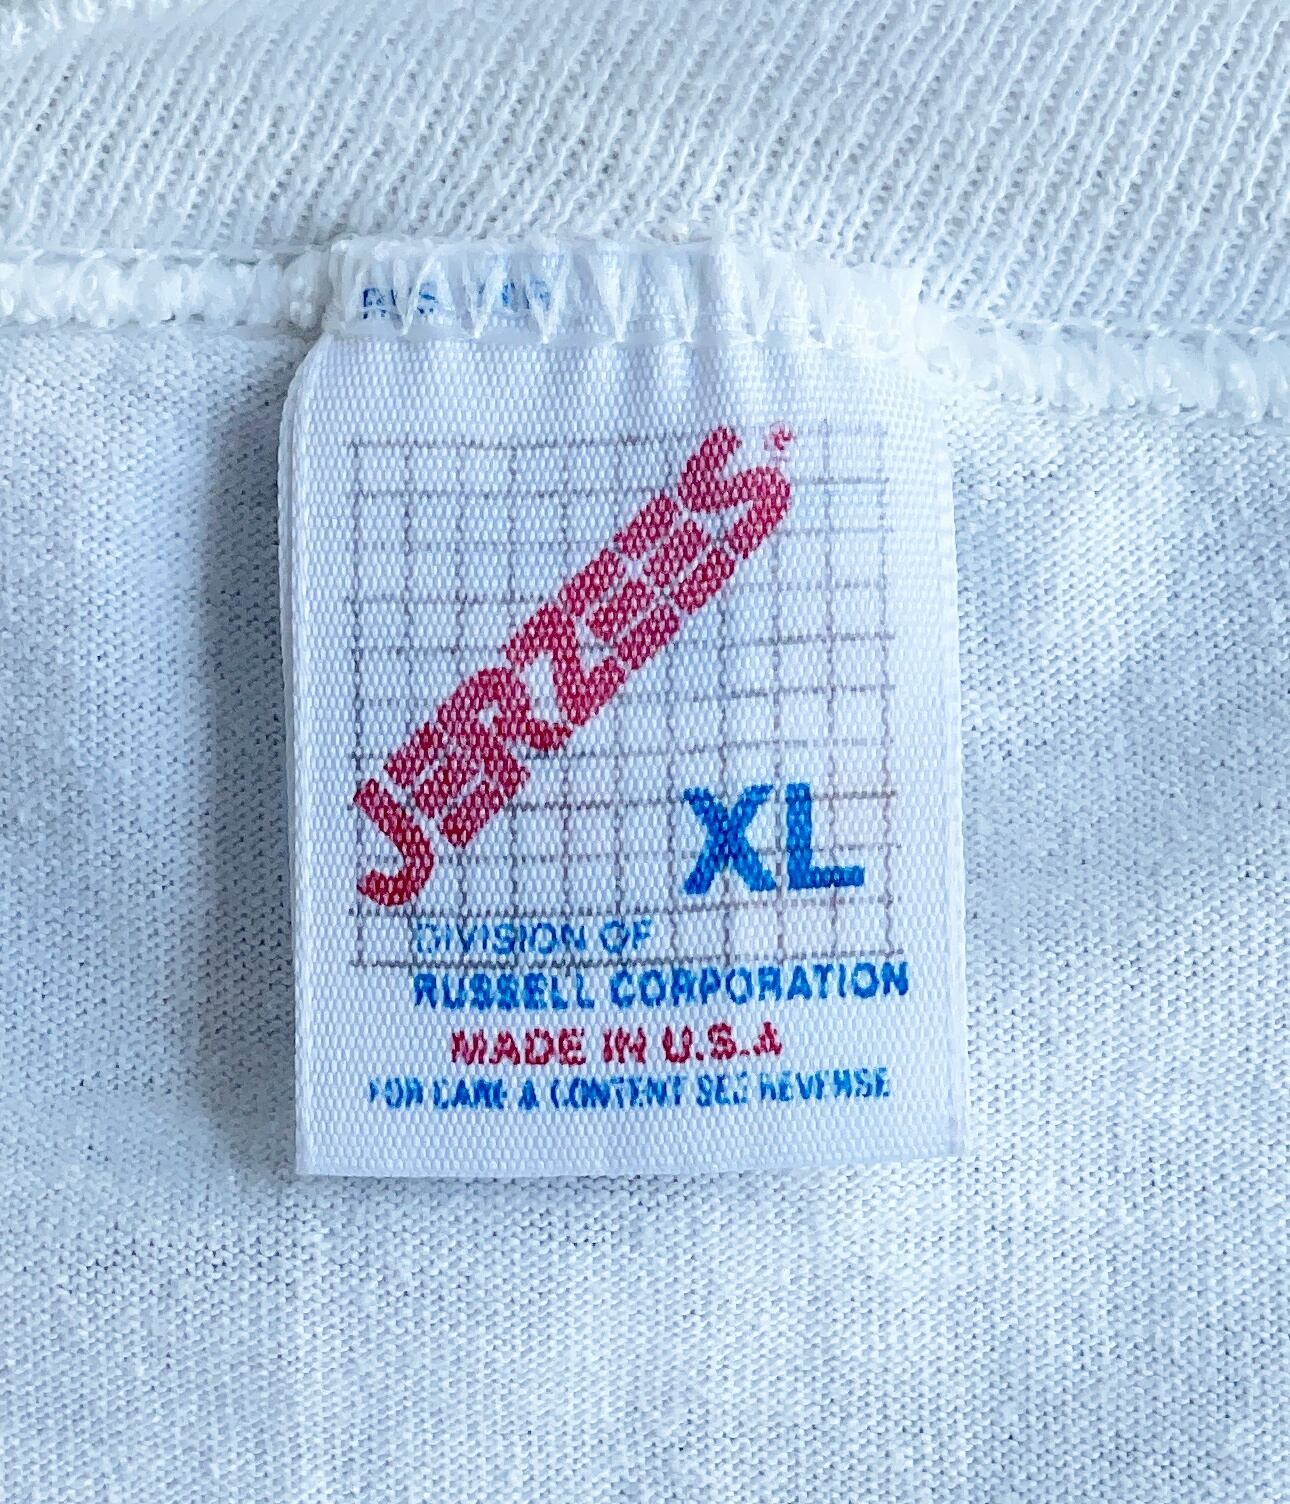 JERZEES®
XL
DIVISION OF
RUSSELL CORPORATION
MADE IN U.S.A
FOR CARE & CONTENT SEE REVERSE